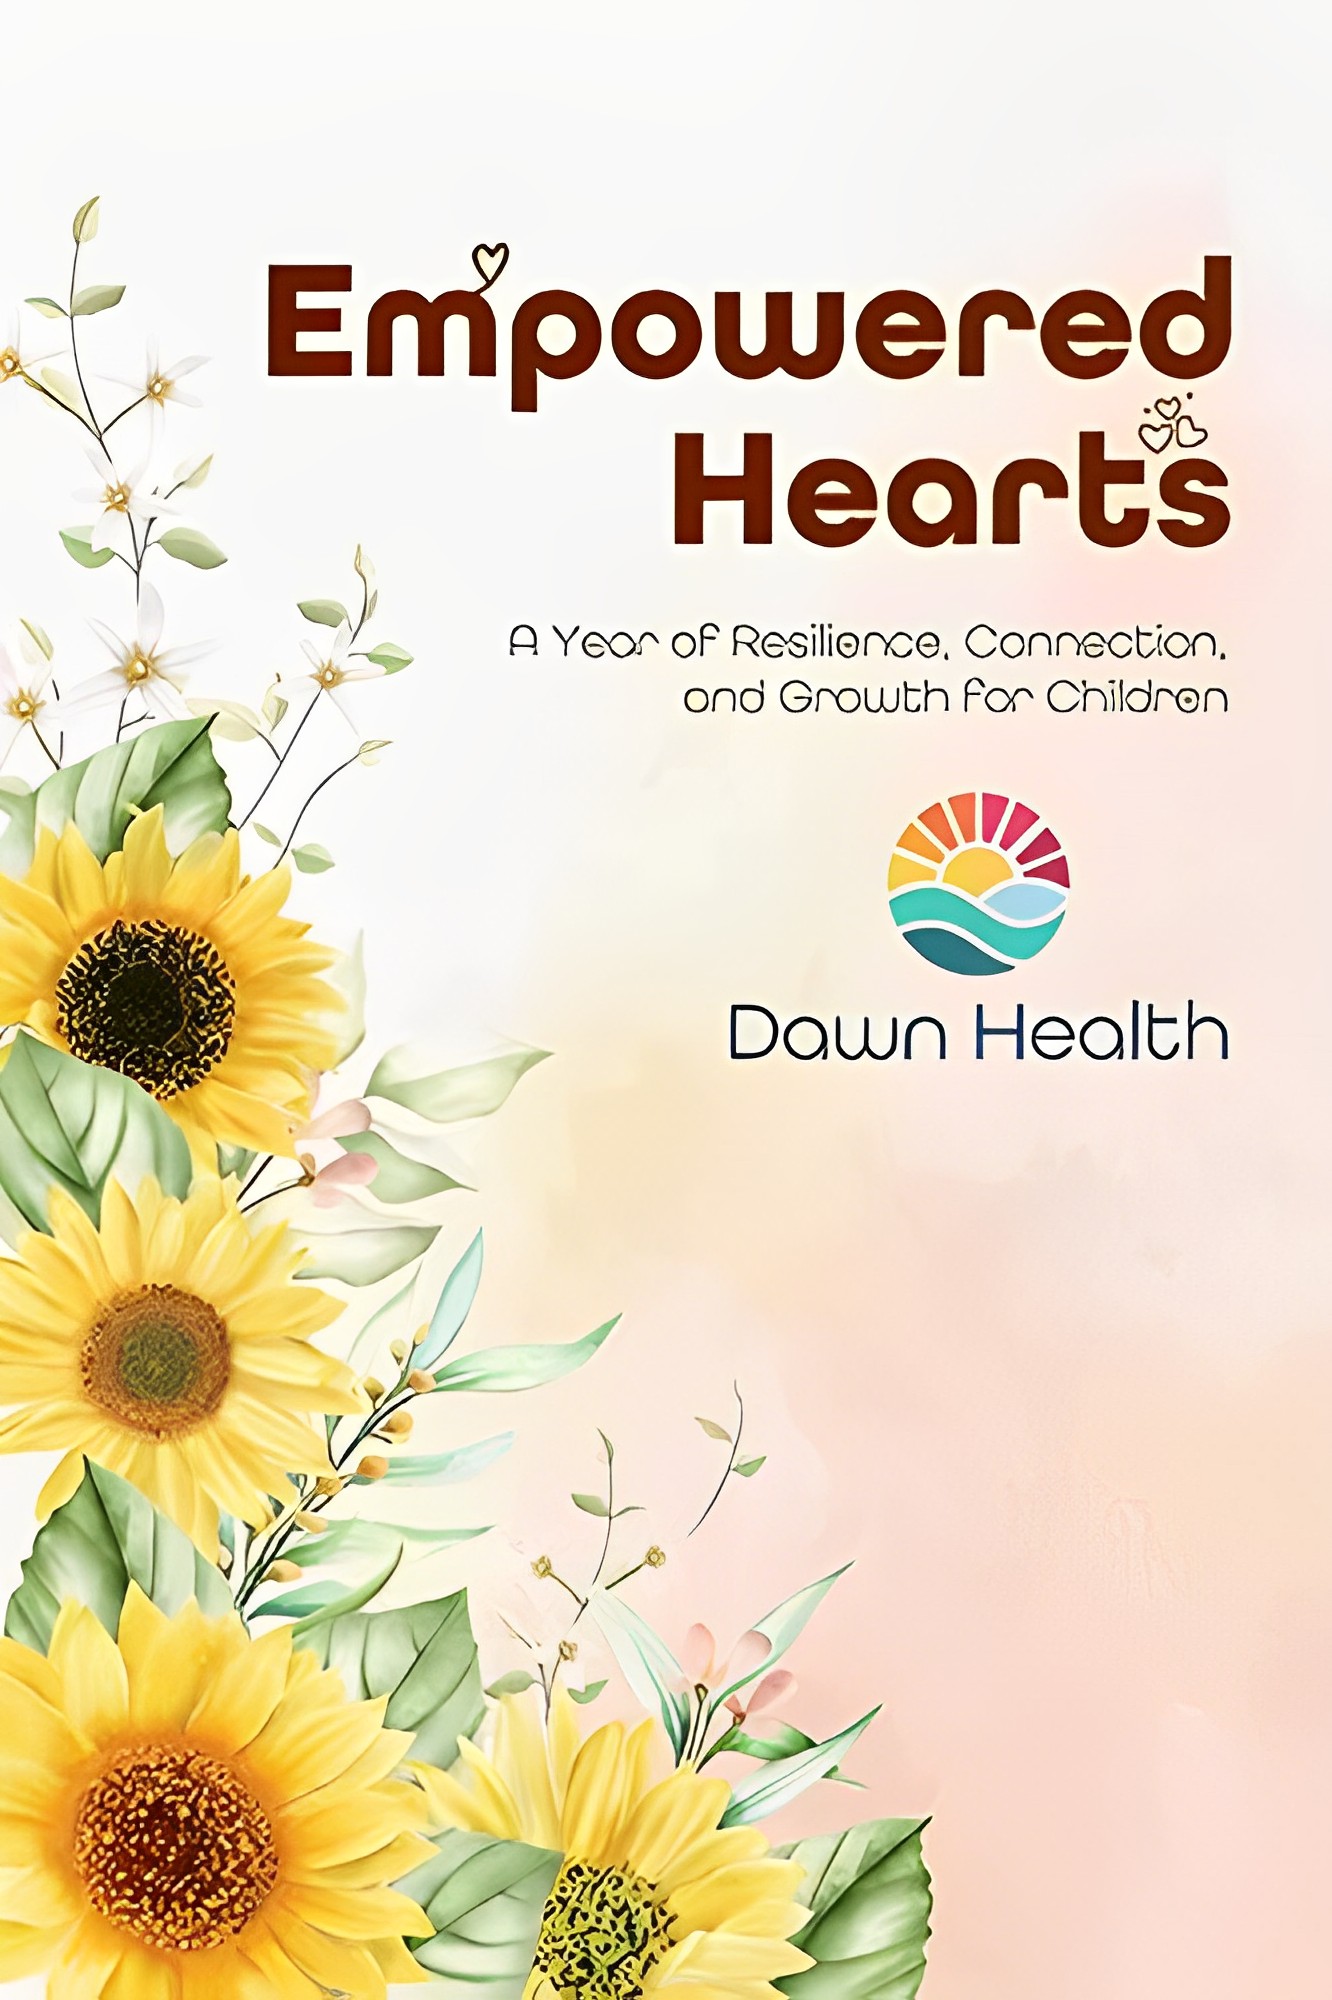 Empowered
Hearts
A Year of Resilience, Connection,
and Growth for Children
Dawn Health